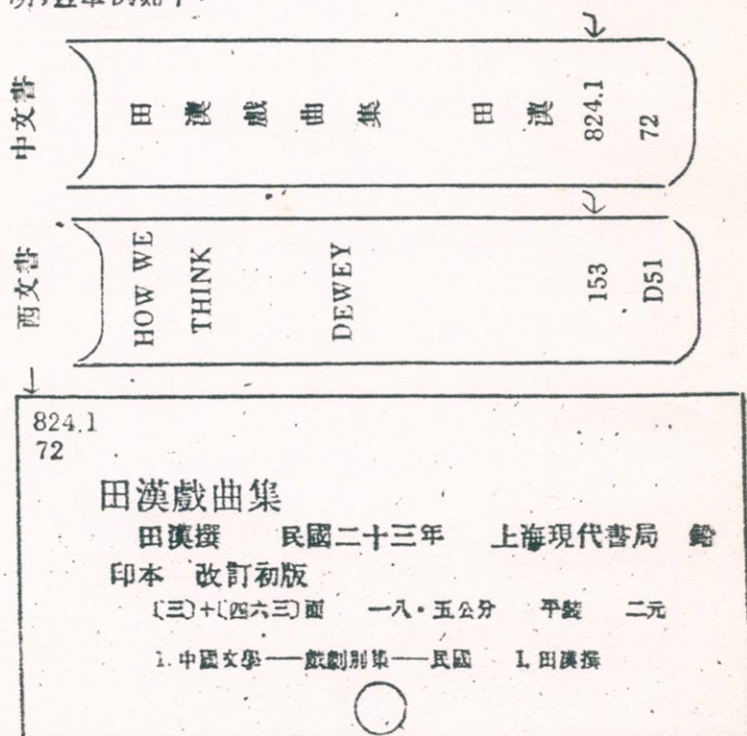 中文書
田漢戲曲集 田漢 824.1 72
西文書
HOW WE THINK DEWEY 153 D51
824.1
72
田漢戲曲集
田漢撰 民國二十三年 上海現代書局 鉛
印本 改訂初版
〔三〕+〔四六三〕面 一八·五公分 平裝 二元
1. 中國文學——戲劇別集——民國 I. 田漢撰